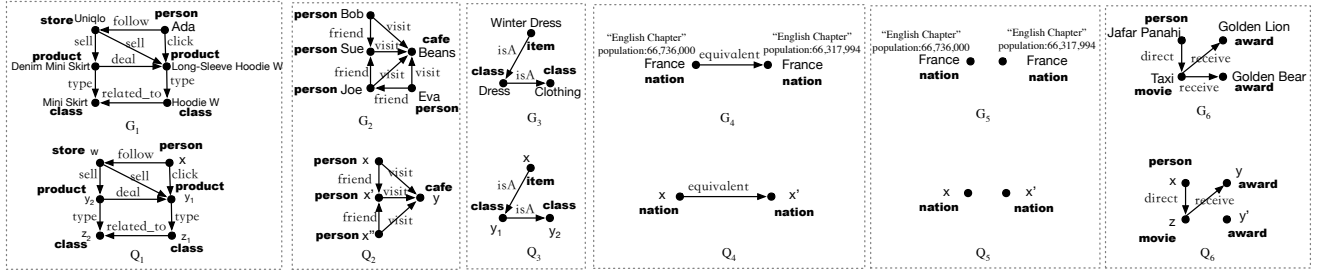 store Uniqlo
person
follow
Ada
sell
sell
click
product
deal
product
Denim Mini Skirt
Long-Sleeve Hoodie W
type
type
Mini Skirt
related_to
Hoodie W
class
class
G1
person Bob
visit
friend
cafe
person Sue
visit
Beans
friend
visit
visit
person Joe
friend
Eva
person
G2
Winter Dress
isA
item
class
isA
class
Dress
Clothing
G3
"English Chapter"
population:66,736,000
"English Chapter"
population:66,317,994
France
equivalent
France
nation
nation
G4
"English Chapter"
population:66,736,000
"English Chapter"
population:66,317,994
France
France
nation
nation
G5
person
Jafar Panahi
Golden Lion
award
direct
receive
Taxi
Golden Bear
movie
receive
award
G6
store w
person
follow
x
sell
sell
click
product
product
y2
deal
y1
type
type
z2
related_to
z1
class
class
Q1
person x
visit
friend
cafe
person x'
visit
y
friend
visit
person x''
Q2
x
isA
item
class
isA
class
y1
y2
Q3
x
equivalent
x'
nation
nation
Q4
x
x'
nation
nation
Q5
person
x
y
award
direct
receive
z
y'
movie
award
Q6